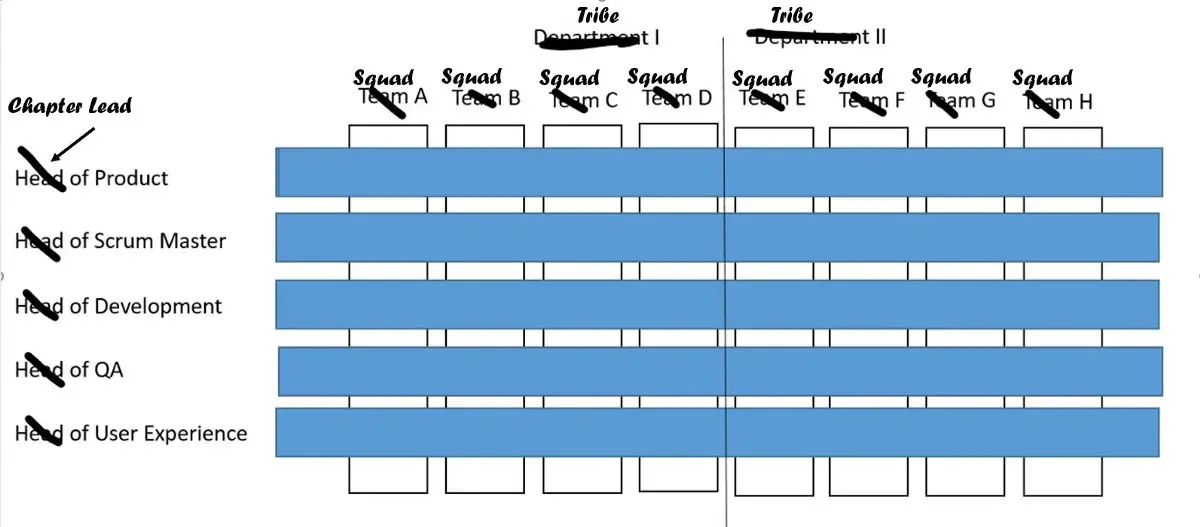 Tribe Tribe
Department I Department II
Squad Squad Squad Squad Squad Squad Squad Squad
Team A Team B Team C Team D Team E Team F Team G Team H
Chapter Lead
Head of Product
Head of Scrum Master
Head of Development
Head of QA
Head of User Experience